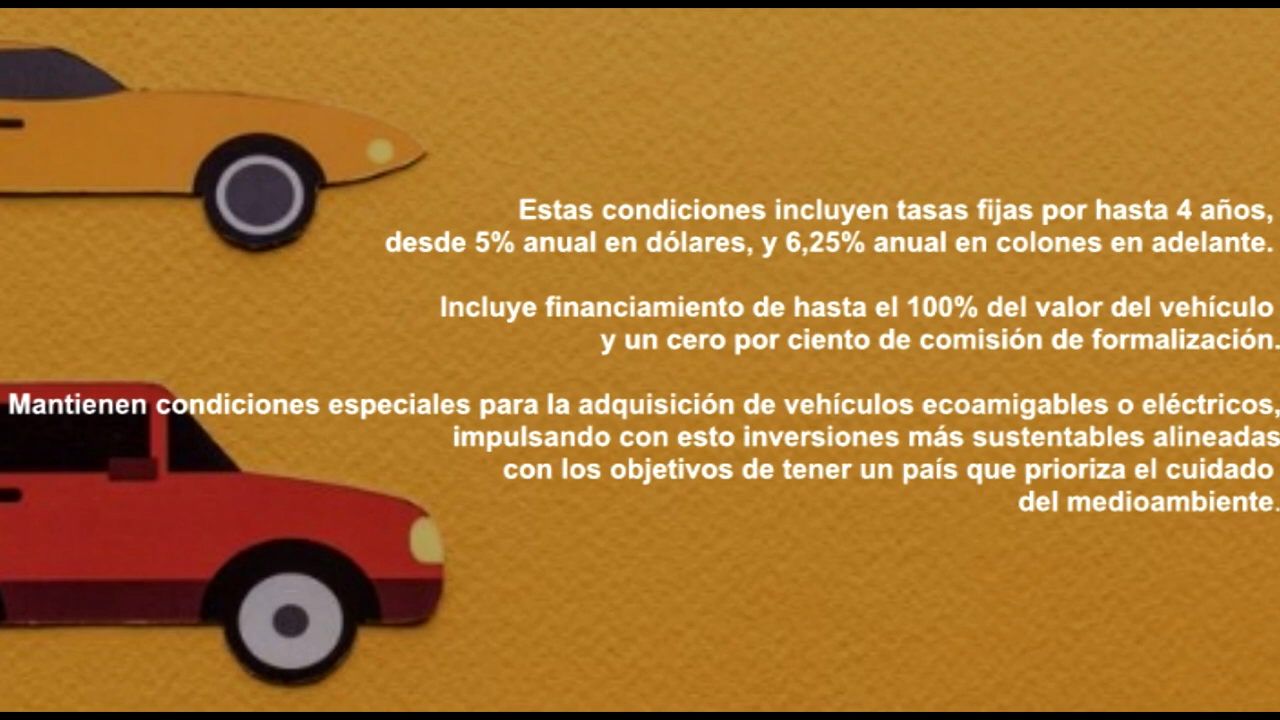 Estas condiciones incluyen tasas fijas por hasta 4 años,
desde 5% anual en dólares, y 6,25% anual en colones en adelante.
Incluye financiamiento de hasta el 100% del valor del vehículo
y un cero por ciento de comisión de formalización.
Mantienen condiciones especiales para la adquisición de vehículos ecoamigables o eléctricos,
impulsando con esto inversiones más sustentables alineadas
con los objetivos de tener un país que prioriza el cuidado
del medioambiente.